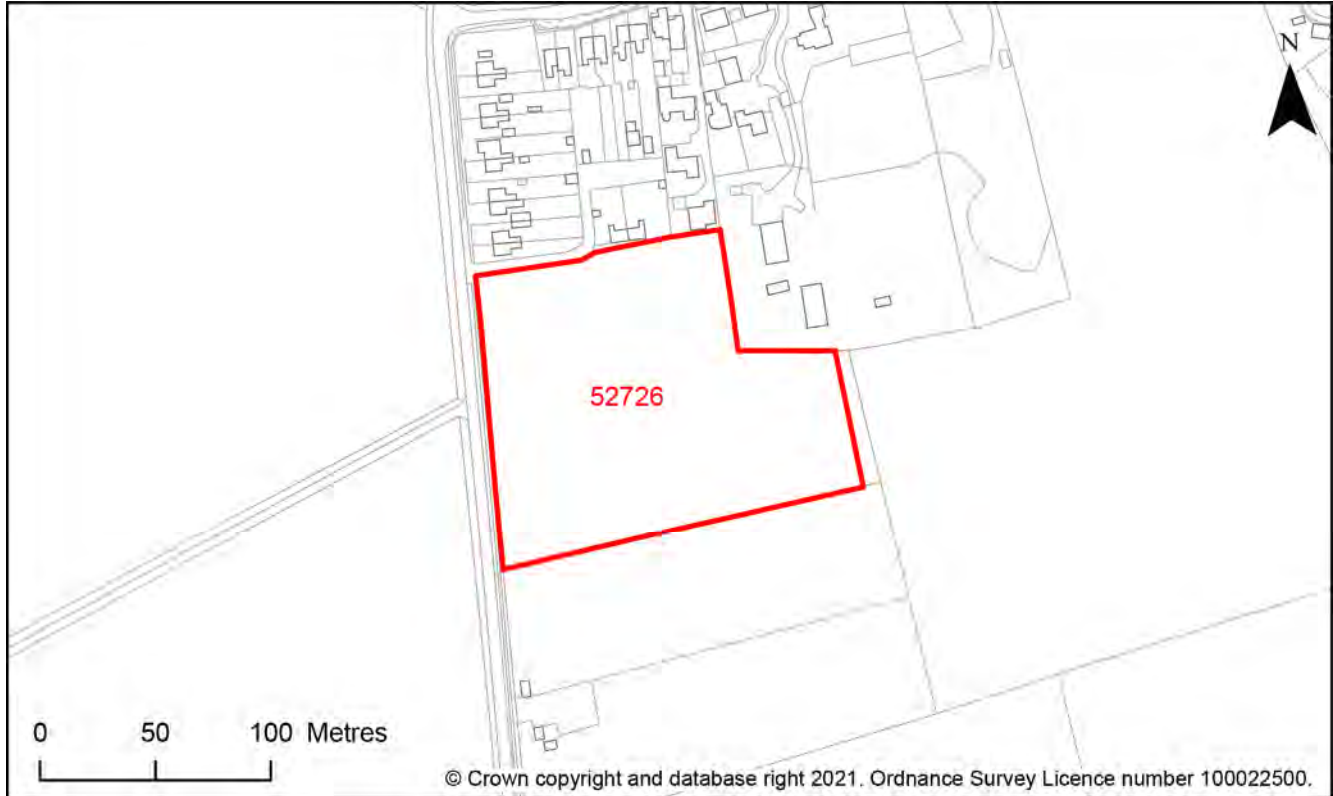 N
52726
0 50 100 Metres
© Crown copyright and database right 2021. Ordnance Survey Licence number 100022500.